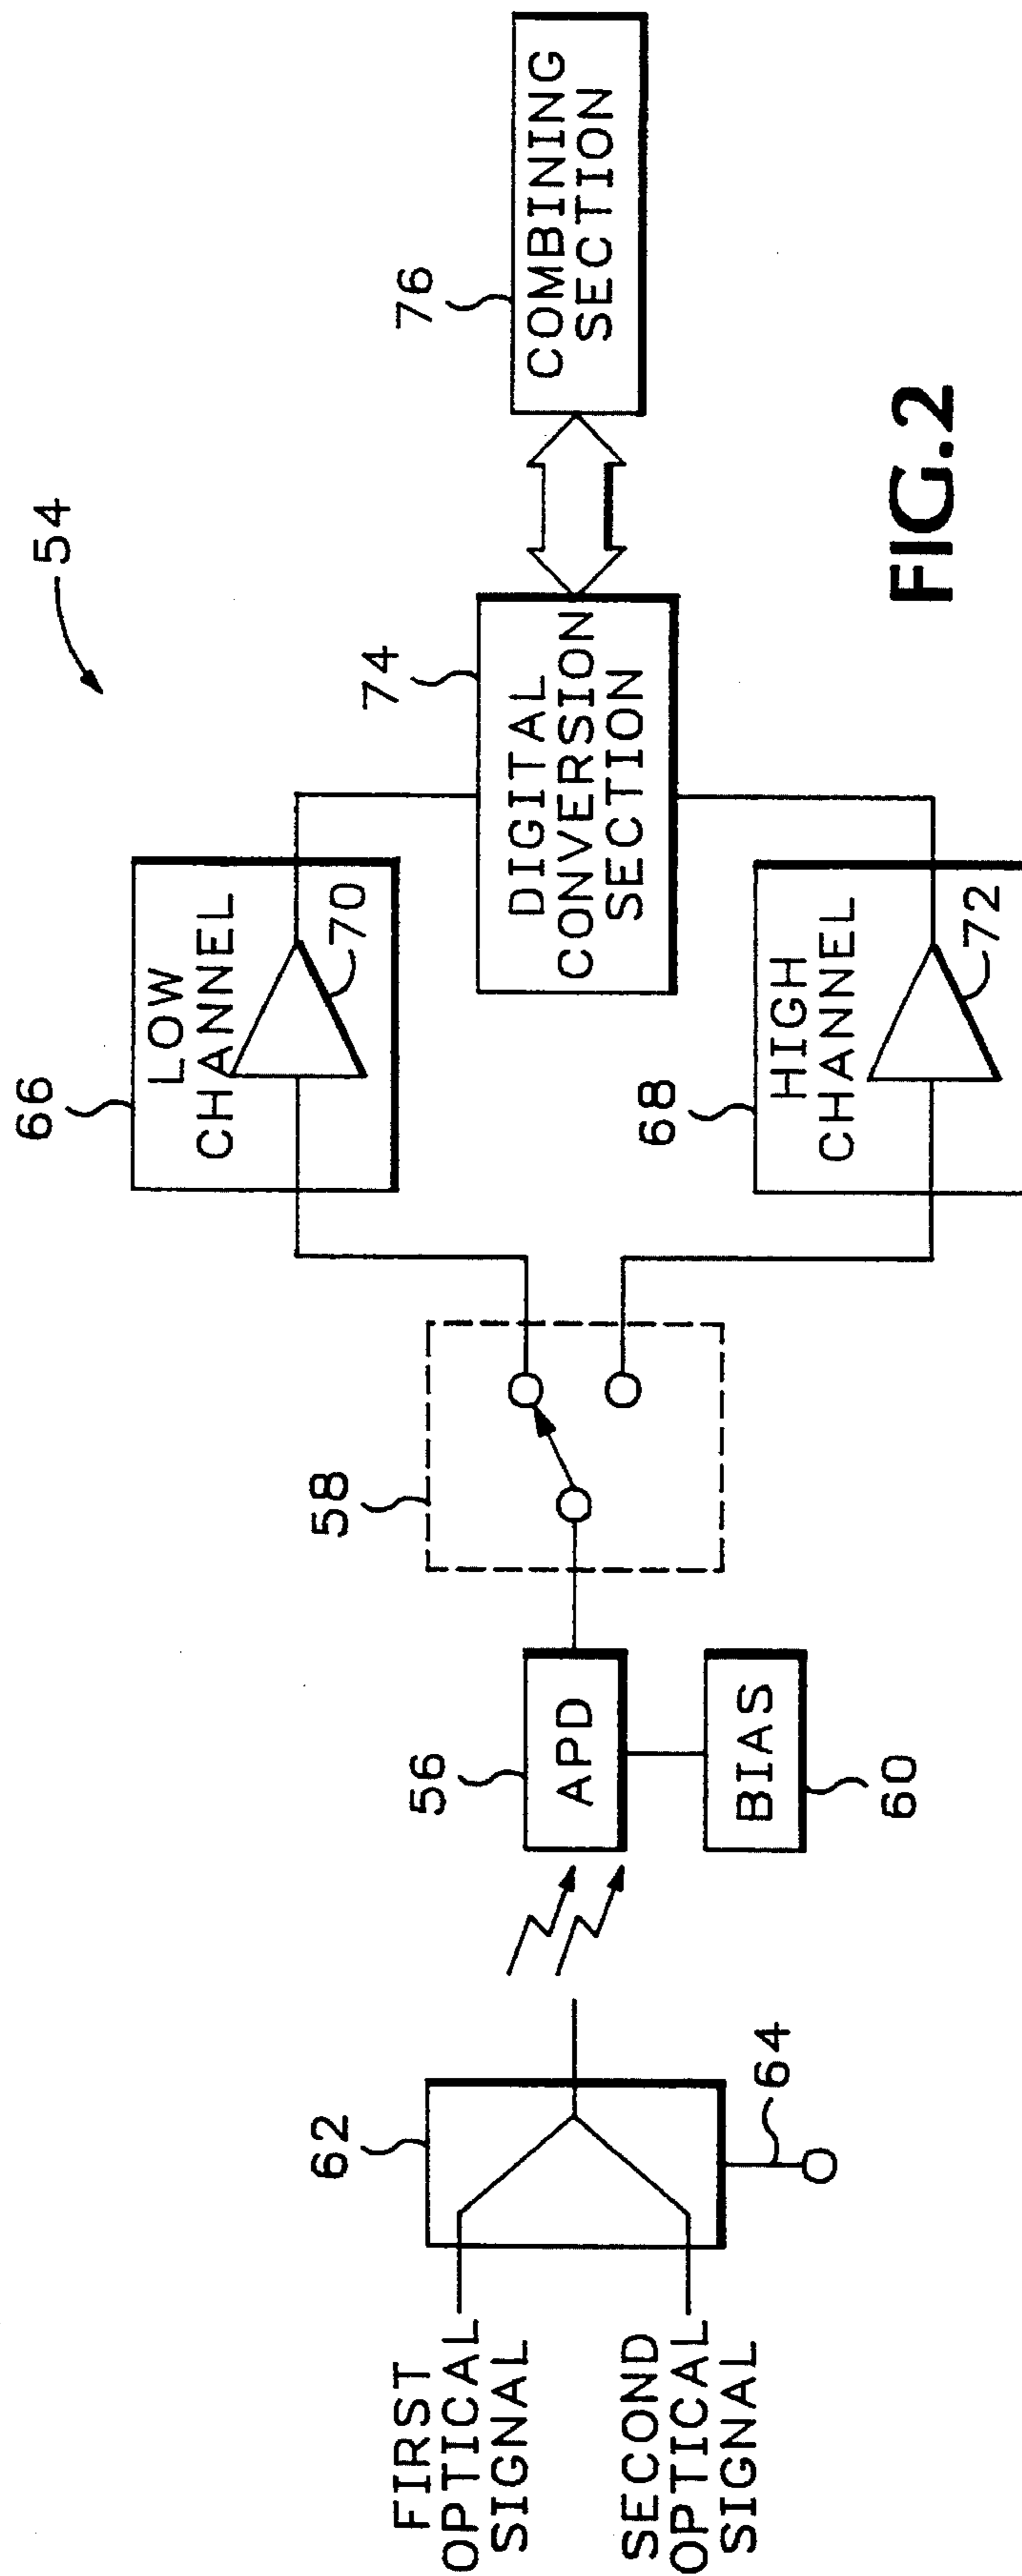 54
FIRST
OPTICAL
SIGNAL
SECOND
OPTICAL
SIGNAL
62
64
56
APD
BIAS
60
58
66
LOW
CHANNEL
70
68
HIGH
CHANNEL
72
74
DIGITAL
CONVERSION
SECTION
76
COMBINING
SECTION
FIG.2